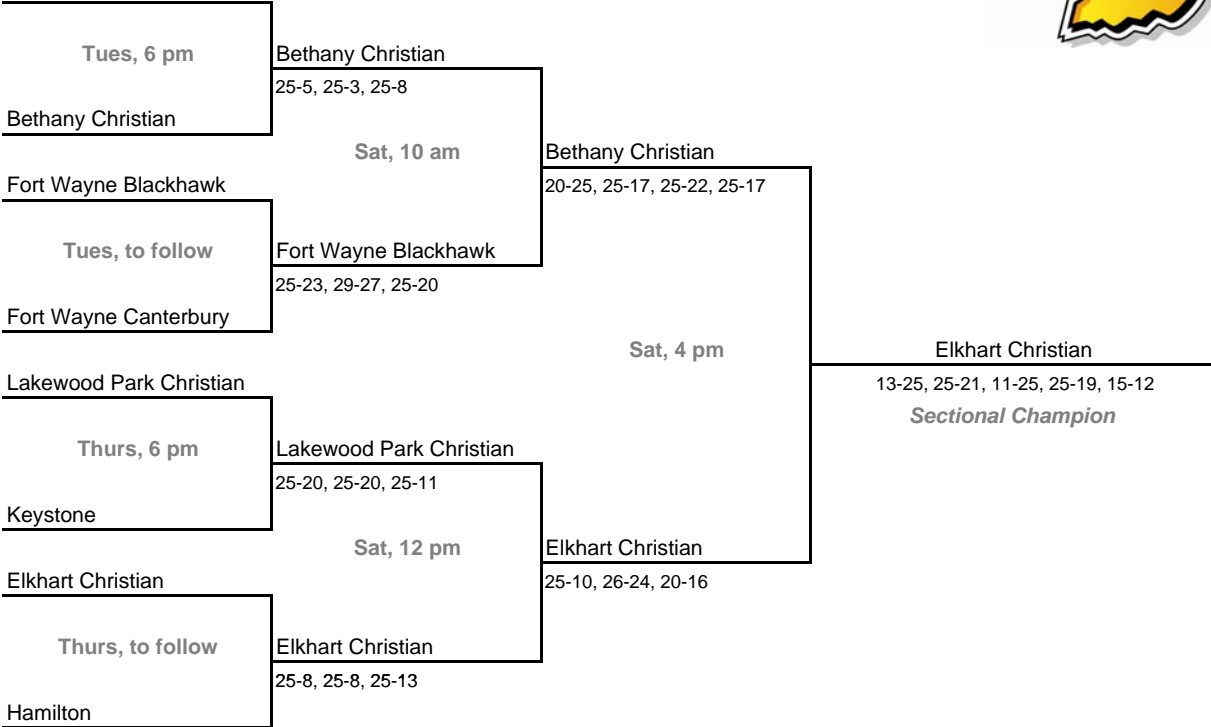 Tues, 6 pm
Bethany Christian
25-5, 25-3, 25-8
Bethany Christian
Sat, 10 am
Bethany Christian
20-25, 25-17, 25-22, 25-17
Fort Wayne Blackhawk
Tues, to follow
Fort Wayne Blackhawk
25-23, 29-27, 25-20
Fort Wayne Canterbury
Sat, 4 pm
Elkhart Christian
13-25, 25-21, 11-25, 25-19, 15-12
Sectional Champion
Lakewood Park Christian
Thurs, 6 pm
Lakewood Park Christian
25-20, 25-20, 25-11
Keystone
Sat, 12 pm
Elkhart Christian
25-10, 26-24, 20-16
Elkhart Christian
Thurs, to follow
Elkhart Christian
25-8, 25-8, 25-13
Hamilton